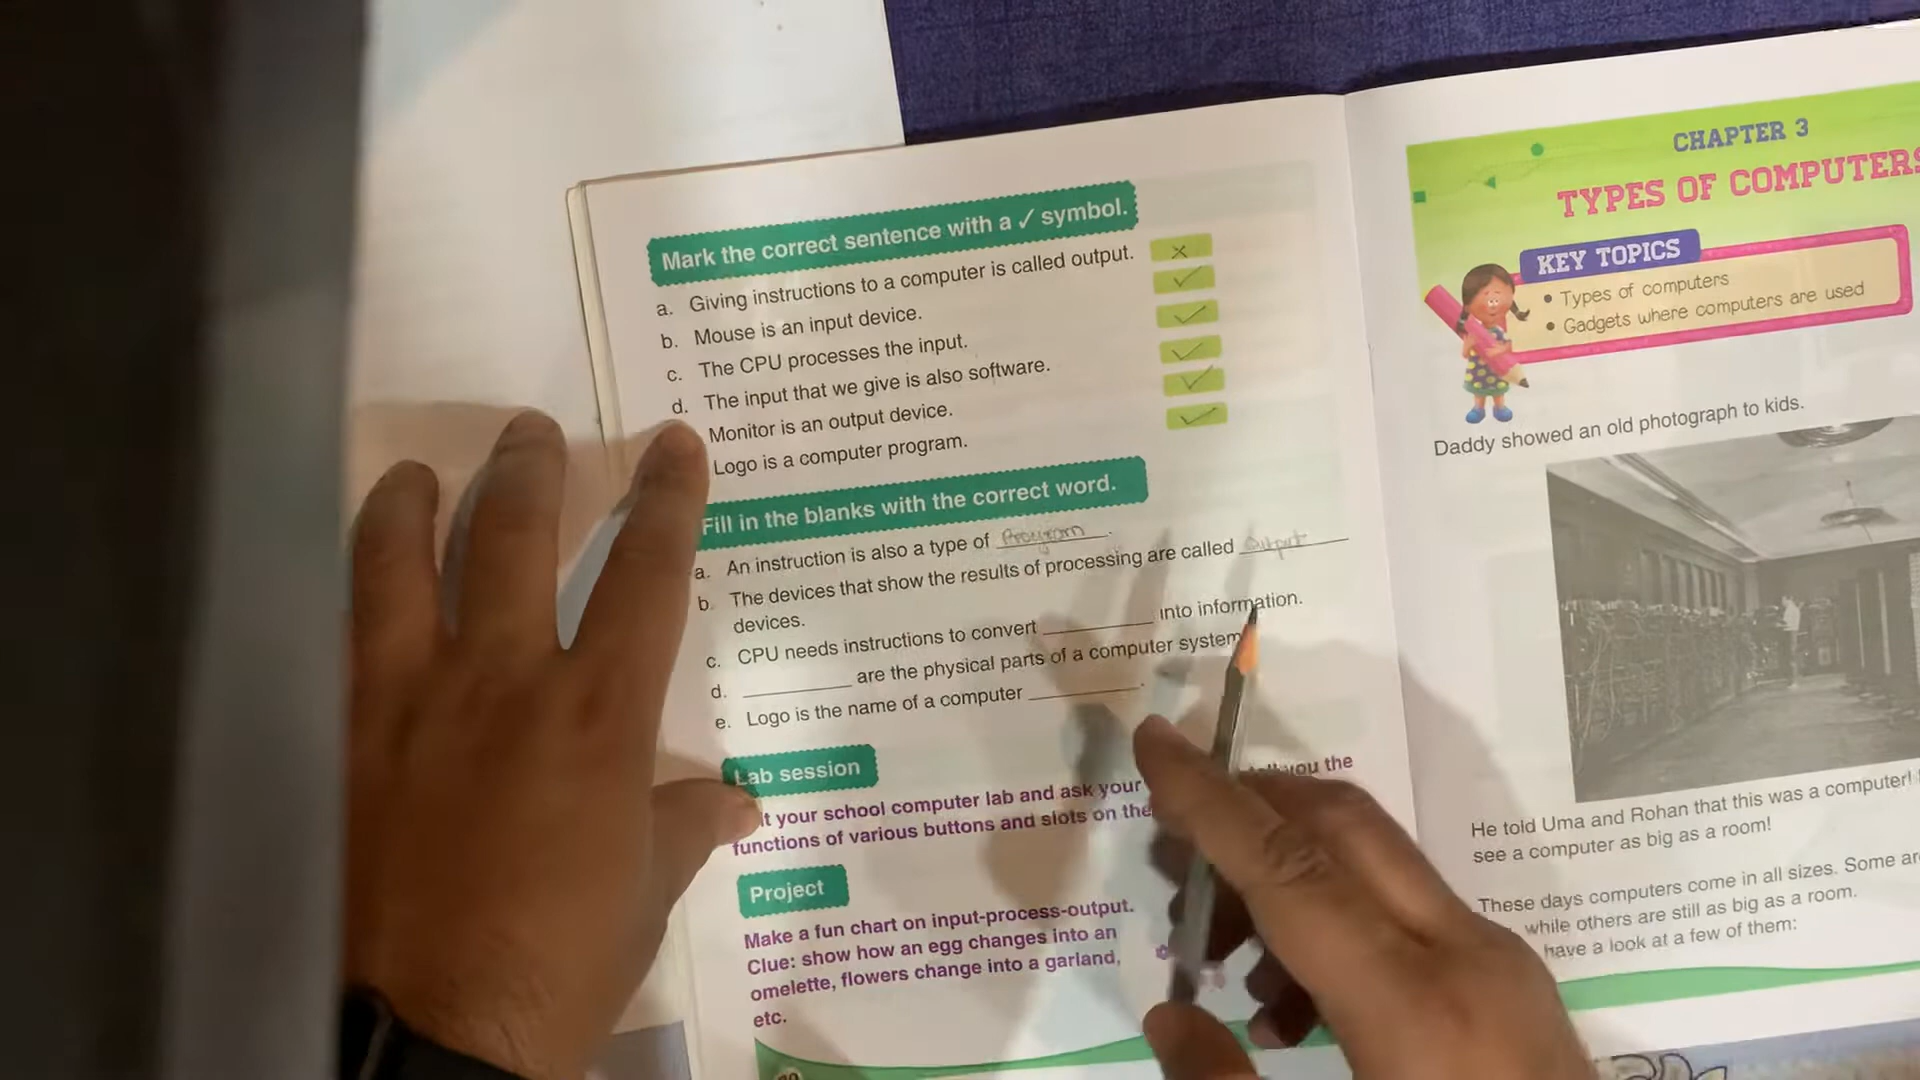 Mark the correct sentence with a ✓ symbol.
a. Giving instructions to a computer is called output. ×
b. Mouse is an input device. ✓
c. The CPU processes the input. ✓
d. The input that we give is also software. ✓
Monitor is an output device. ✓
Logo is a computer program. ✓
Fill in the blanks with the correct word.
a. An instruction is also a type of Program.
b. The devices that show the results of processing are called output
devices.
c. CPU needs instructions to convert __________ into information.
d. __________ are the physical parts of a computer system
e. Logo is the name of a computer __________.
Lab session
your school computer lab and ask your you the
functions of various buttons and slots on the
Project
Make a fun chart on input-process-output.
Clue: show how an egg changes into an
omelette, flowers change into a garland,
etc.
CHAPTER 3
TYPES OF COMPUTERS
KEY TOPICS
• Types of computers
• Gadgets where computers are used
Daddy showed an old photograph to kids.
He told Uma and Rohan that this was a computer!
see a computer as big as a room!
These days computers come in all sizes. Some
while others are still as big as a room.
have a look at a few of them: